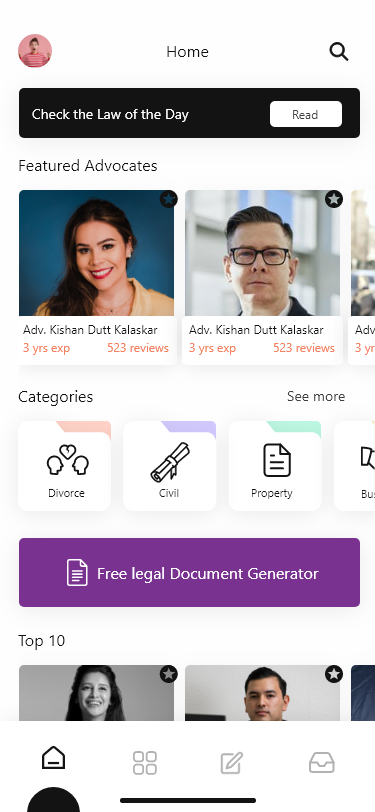 Home
Check the Law of the Day
Read
Featured Advocates
Adv. Kishan Dutt Kalaskar
3 yrs exp
523 reviews
Adv. Kishan Dutt Kalaskar
3 yrs exp
523 reviews
Adv
3 yrs
Categories
See more
Divorce
Civil
Property
Bus
Free legal Document Generator
Top 10